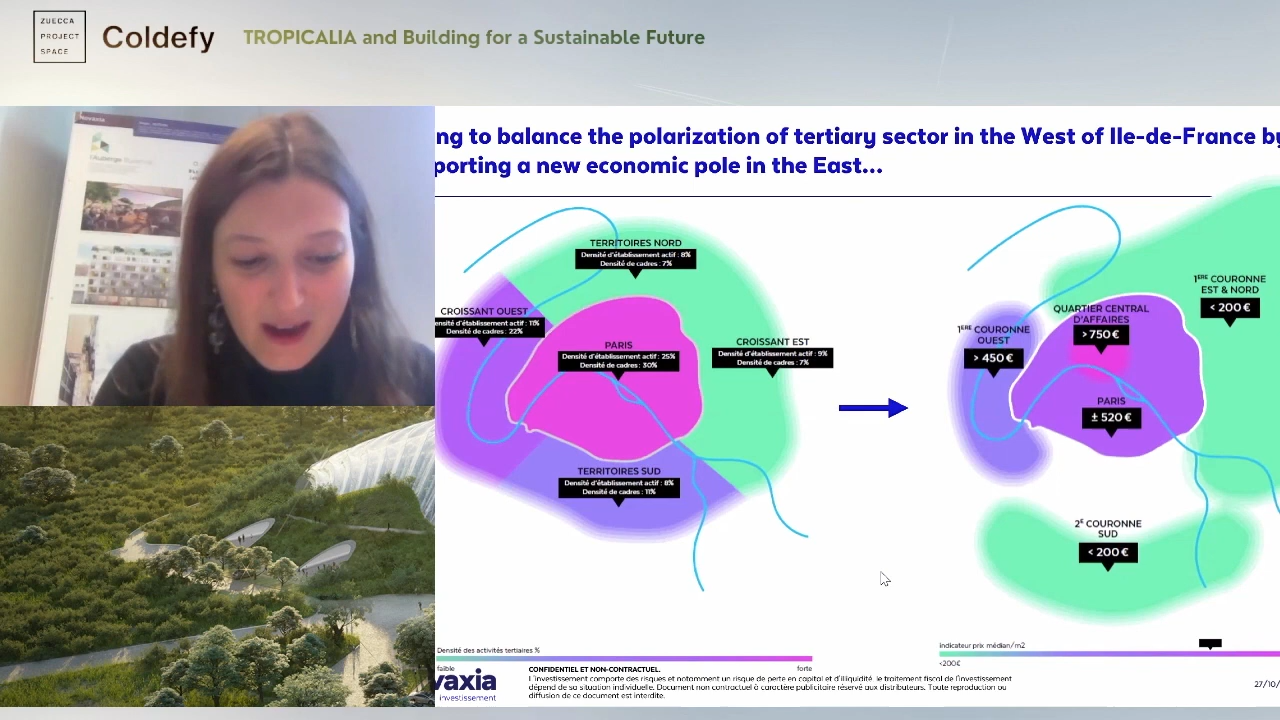 ZUECCA
PROJECT
SPACE
Coldefy
TROPICALIA and Building for a Sustainable Future
ng to balance the polarization of tertiary sector in the West of Ile-de-France by
porting a new economic pole in the East...
TERRITOIRES NORD
Densité d'établissement actif : 8%
Densité de cadres : 7%
CROISSANT OUEST
ensité d'établissement actif : 11%
Densité de cadres : 22%
PARIS
Densité d'établissement actif : 25%
Densité de cadres : 30%
CROISSANT EST
Densité d'établissement actif : 9%
Densité de cadres : 7%
TERRITOIRES SUD
Densité d'établissement actif : 8%
Densité de cadres : 11%
1ERE COURONNE
EST & NORD
< 200 €
QUARTIER CENTRAL
D'AFFAIRES
> 750 €
1ERE COURONNE
OUEST
> 450 €
PARIS
± 520 €
2E COURONNE
SUD
< 200 €
Densité des activités tertiaires %
faible
forte
indicateur prix médian/m2
<200€
vaxia
investissement
CONFIDENTIEL ET NON-CONTRACTUEL.
L'investissement comporte des risques et notamment un risque de perte en capital et d'illiquidité. le traitement fiscal de l'investissement
dépend de sa situation individuelle. Document non contractuel à caractère publicitaire réservé aux distributeurs. Toute reproduction ou
diffusion de ce document est interdite.
27/10/